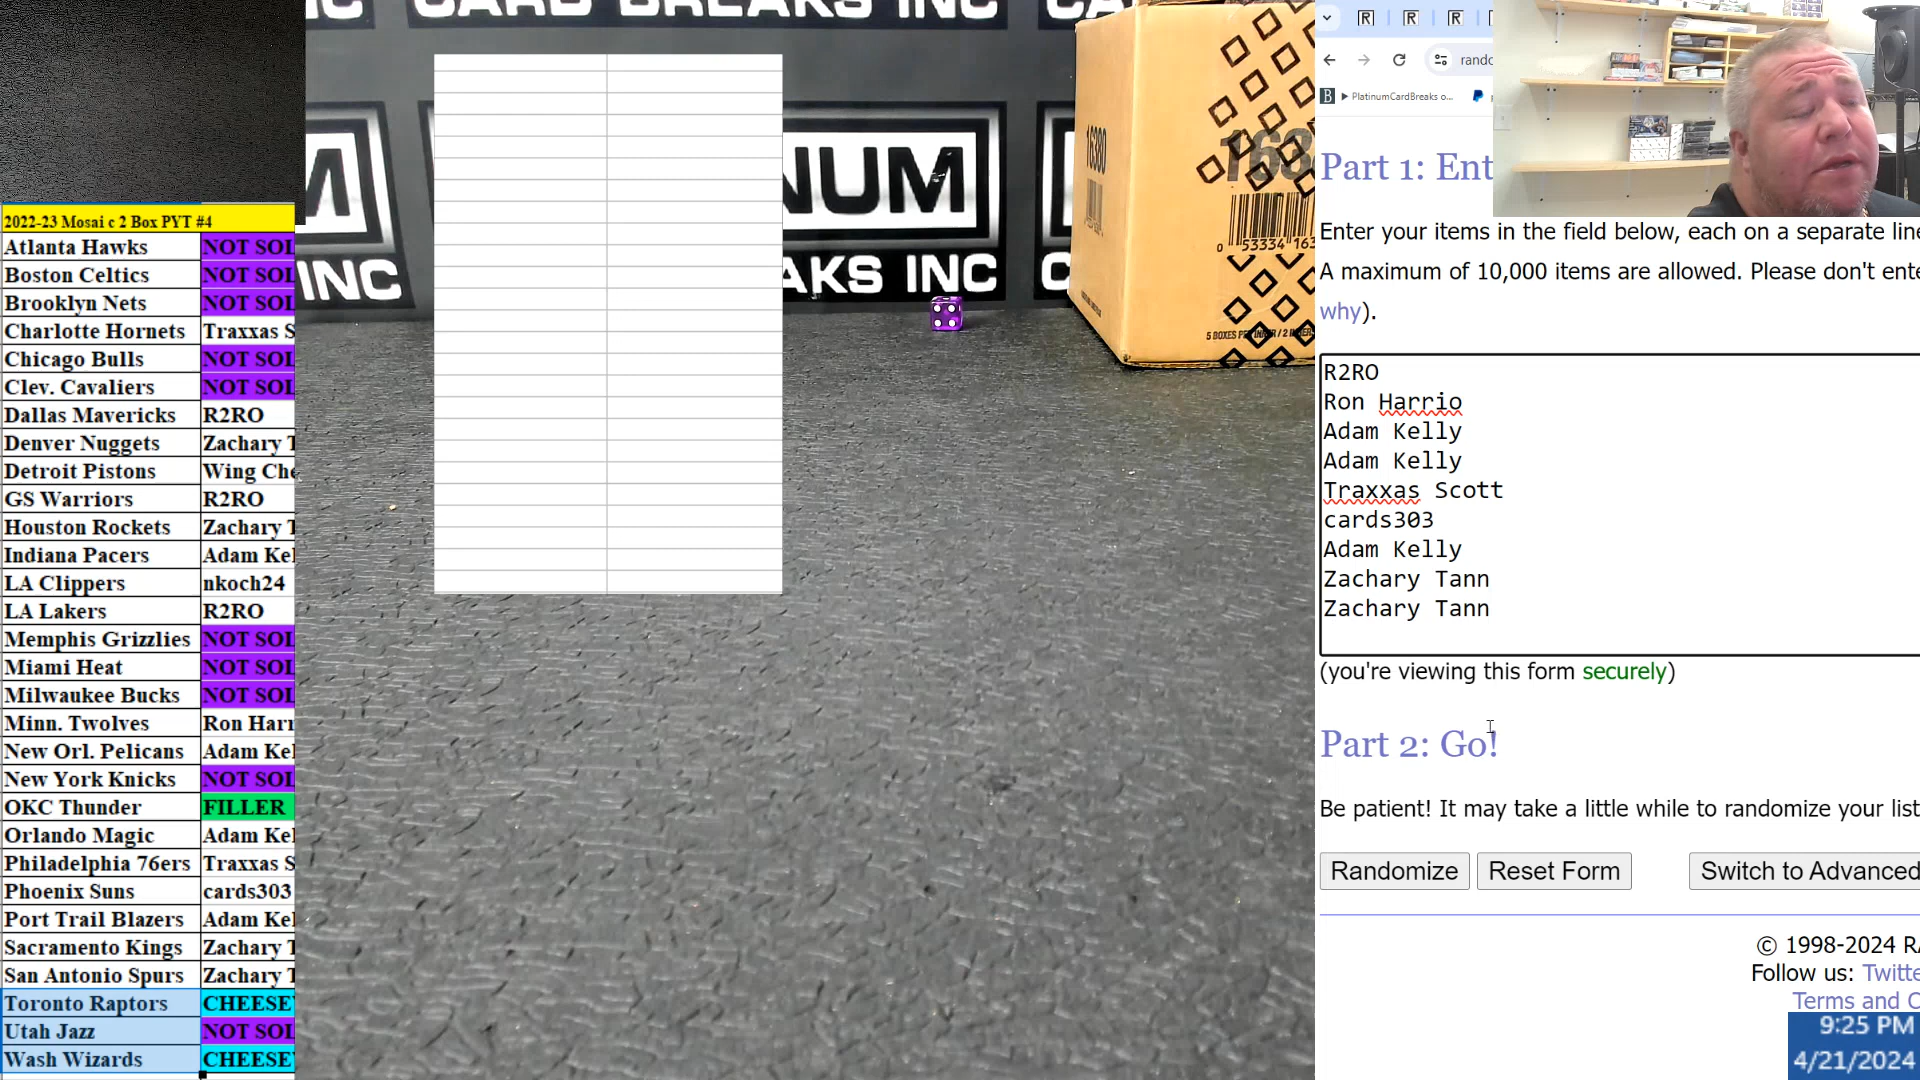 CARD BREAKS INC
2022-23 Mosai c 2 Box PYT #4
Atlanta Hawks NOT SOL
Boston Celtics NOT SOL
Brooklyn Nets NOT SOL
Charlotte Hornets Traxxas S
Chicago Bulls NOT SOL
Clev. Cavaliers NOT SOL
Dallas Mavericks R2RO
Denver Nuggets Zachary T
Detroit Pistons Wing Che
GS Warriors R2RO
Houston Rockets Zachary T
Indiana Pacers Adam Kel
LA Clippers nkoch24
LA Lakers R2RO
Memphis Grizzlies NOT SOL
Miami Heat NOT SOL
Milwaukee Bucks NOT SOL
Minn. Twolves Ron Harr
New Orl. Pelicans Adam Kel
New York Knicks NOT SOL
OKC Thunder FILLER
Orlando Magic Adam Kel
Philadelphia 76ers Traxxas S
Phoenix Suns cards303
Port Trail Blazers Adam Kel
Sacramento Kings Zachary T
San Antonio Spurs Zachary T
Toronto Raptors CHEESE
Utah Jazz NOT SOL
Wash Wizards CHEESE
NUM
AKS INC
INC
16380
0 53334 163
rando
PlatinumCardBreaks o...
Part 1: Ent
Enter your items in the field below, each on a separate line
A maximum of 10,000 items are allowed. Please don't ente
why).
R2RO
Ron Harrio
Adam Kelly
Adam Kelly
Traxxas Scott
cards303
Adam Kelly
Zachary Tann
Zachary Tann
(you're viewing this form securely)
Part 2: Go!
Be patient! It may take a little while to randomize your list
Randomize Reset Form Switch to Advanced
© 1998-2024 RA
Follow us: Twitte
Terms and C
9:25 PM
4/21/2024